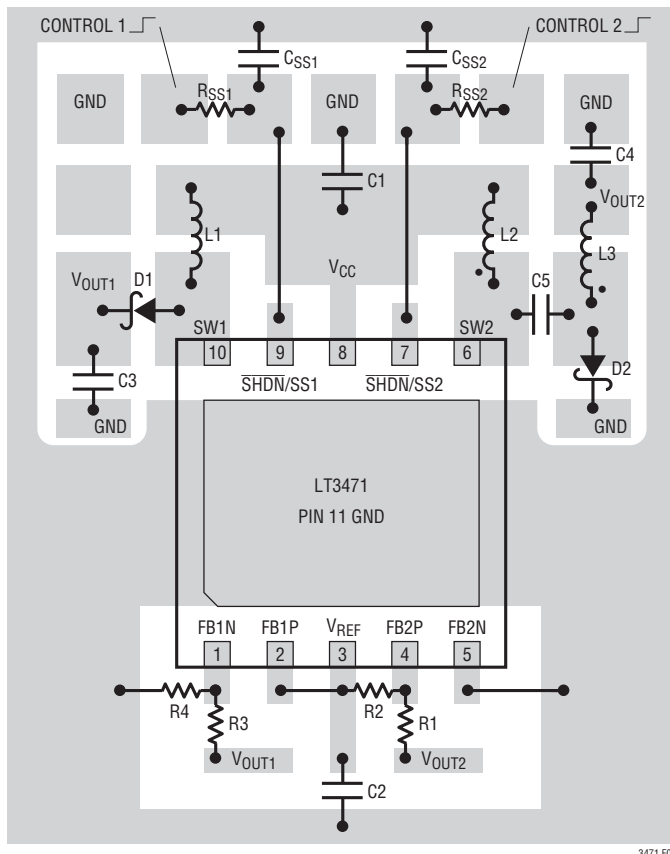 CONTROL 1
CONTROL 2
CSS1
CSS2
RSS1
RSS2
GND
GND
GND
C4
C1
VOUT2
L1
L2
L3
VCC
VOUT1
D1
C5
SW1
SW2
10
9
8
7
6
D2
C3
SHDN/SS1
SHDN/SS2
GND
GND
LT3471
PIN 11 GND
FB1N
FB1P
VREF
FB2P
FB2N
1
2
3
4
5
R4
R2
R3
R1
VOUT1
VOUT2
C2